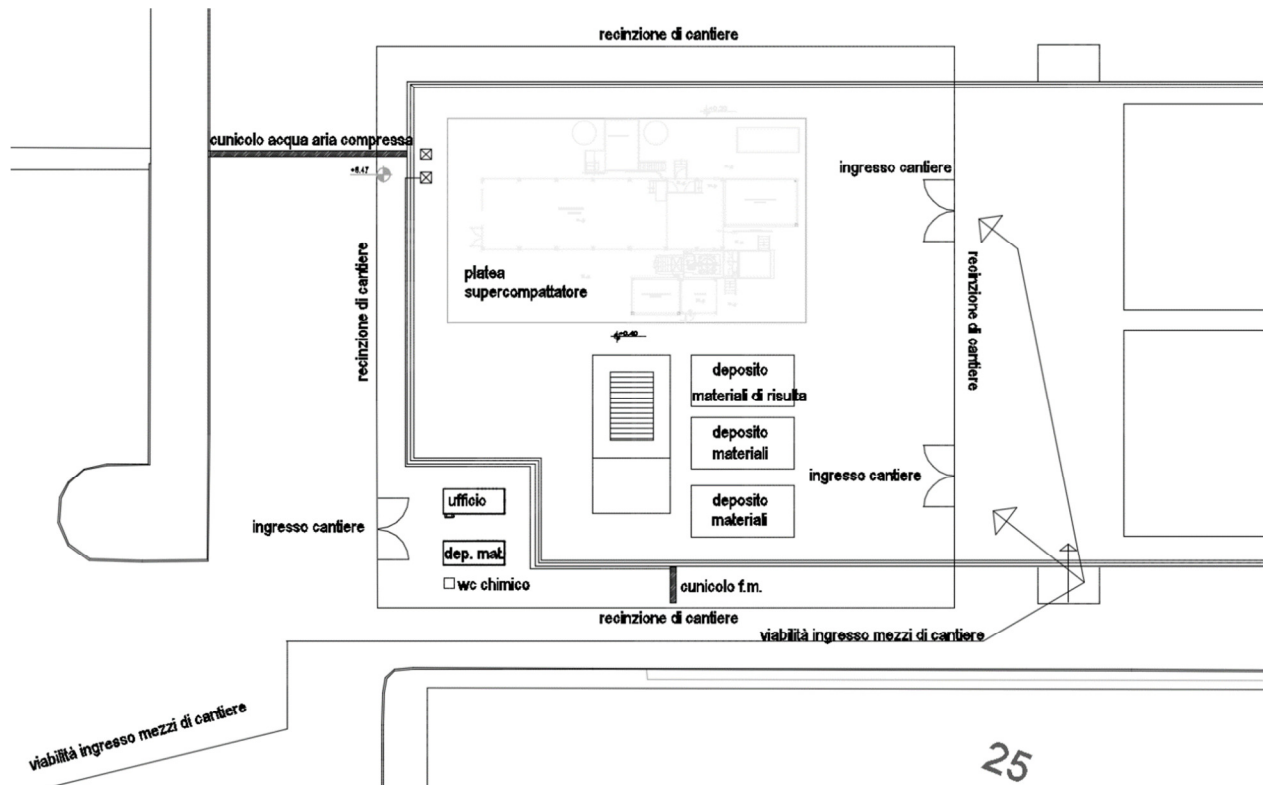 recinzione di cantiere
cunicolo acqua aria compressa
+6.47
ingresso cantiere
recinzione di cantiere
recinzione di cantiere
platea
supercompattatore
deposito
materiali di risulta
deposito
materiali
ingresso cantiere
deposito
materiali
ufficio
ingresso cantiere
dep. mat.
wc chimico
cunicolo f.m.
recinzione di cantiere
viabilità ingresso mezzi di cantiere
viabilità ingresso mezzi di cantiere
25